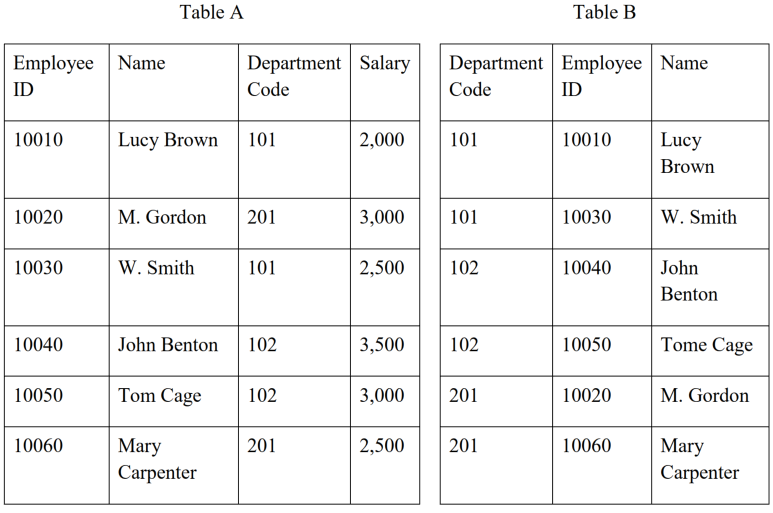 Table A
Employee ID | Name | Department Code | Salary
10010 | Lucy Brown | 101 | 2,000
10020 | M. Gordon | 201 | 3,000
10030 | W. Smith | 101 | 2,500
10040 | John Benton | 102 | 3,500
10050 | Tom Cage | 102 | 3,000
10060 | Mary Carpenter | 201 | 2,500
Table B
Department Code | Employee ID | Name
101 | 10010 | Lucy Brown
101 | 10030 | W. Smith
102 | 10040 | John Benton
102 | 10050 | Tome Cage
201 | 10020 | M. Gordon
201 | 10060 | Mary Carpenter